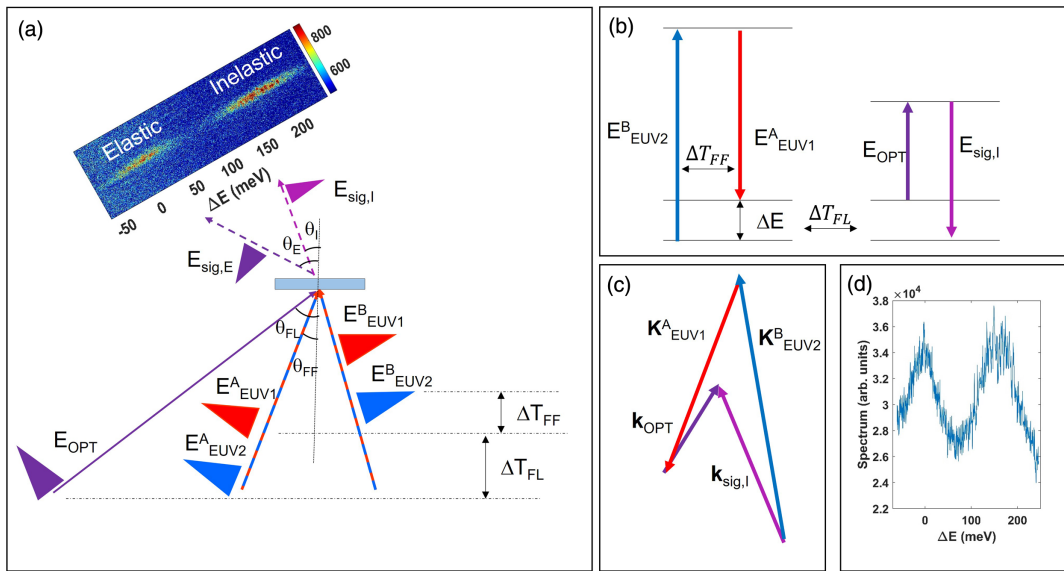 (a)
800
600
Elastic
Inelastic
-50
0
50
100
150
200
ΔE (meV)
E_sig,I
θ_I
θ_E
E_sig,E
θ_FL
θ_FF
E^B_EUV1
E^B_EUV2
E^A_EUV1
E^A_EUV2
E_OPT
ΔT_FF
ΔT_FL
(b)
E^B_EUV2
ΔT_FF
E^A_EUV1
ΔE
ΔT_FL
E_OPT
E_sig,I
(c)
K^A_EUV1
K^B_EUV2
k_OPT
k_sig,I
(d)
×10^4
3.8
3.6
3.4
3.2
3
2.8
2.6
2.4
2.2
Spectrum (arb. units)
0 100 200
ΔE (meV)